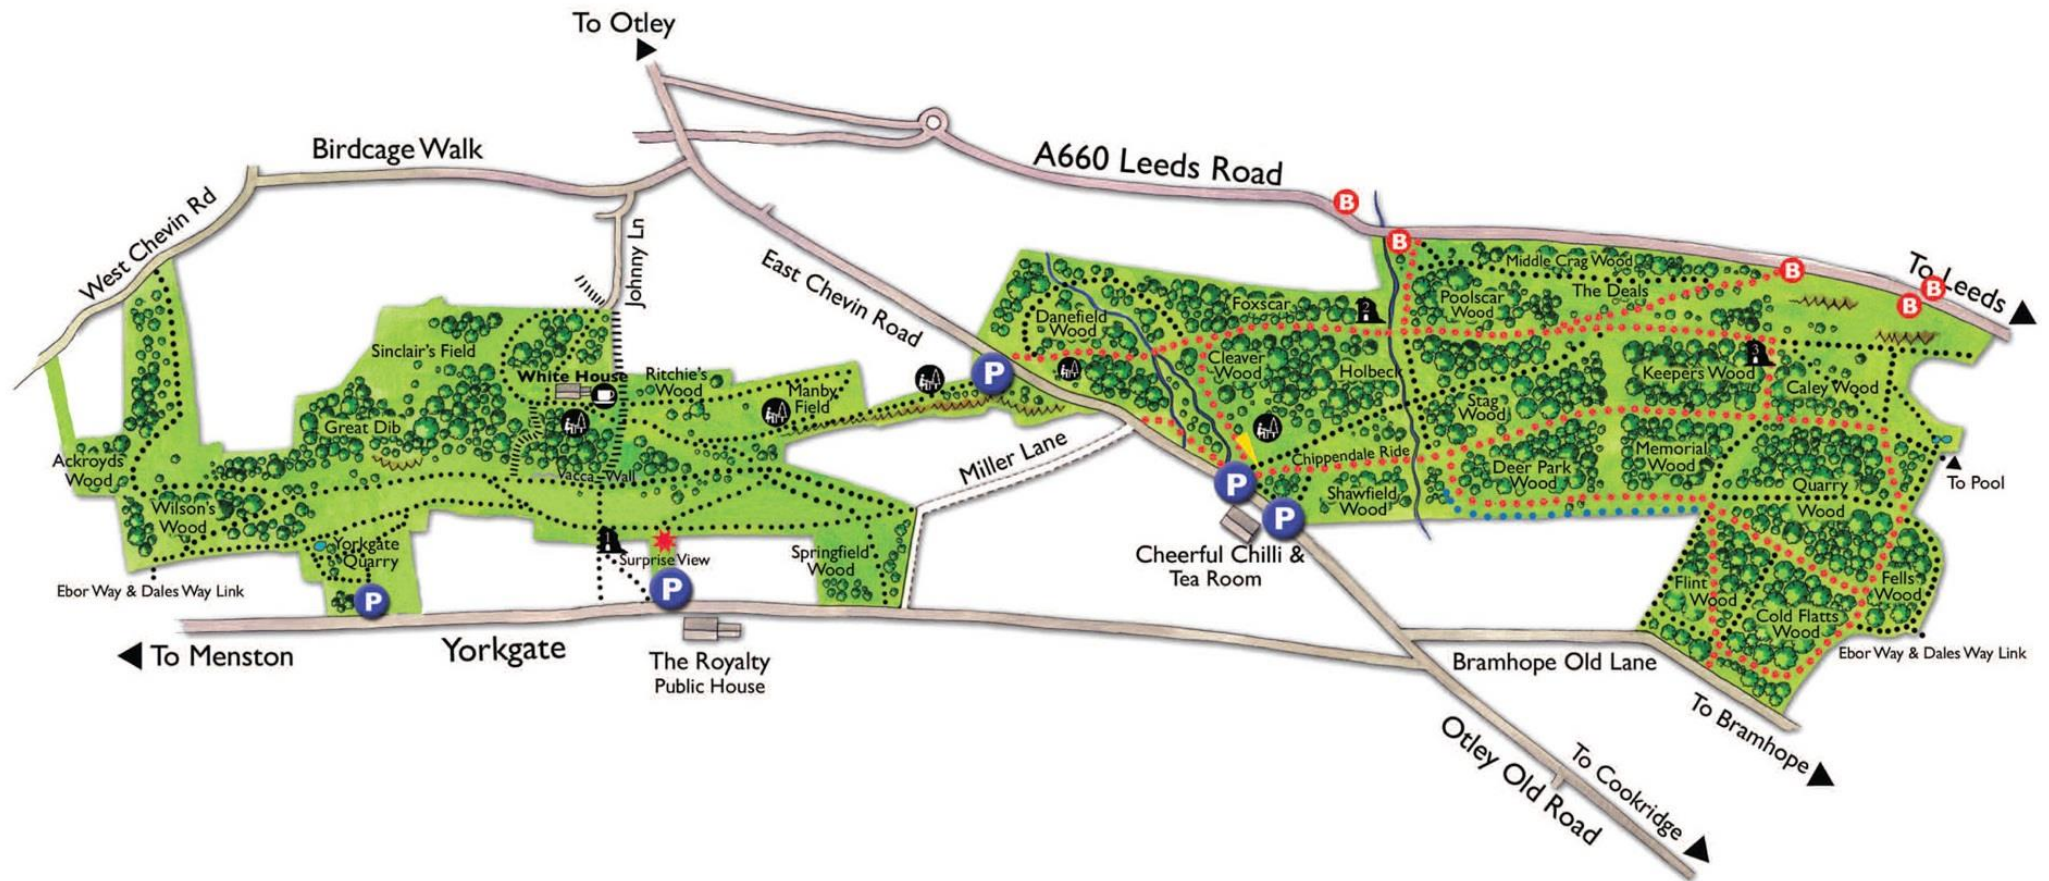 To Otley
Birdcage Walk
A660 Leeds Road
West Chevin Rd
Johnny Ln
East Chevin Road
B
B
B
B
B
To Leeds
Middle Crag Wood
The Deals
Poolscar
Wood
Foxscar
2
Danefield
Wood
Cleaver
Wood
Holbeck
Stag
Wood
Keepers Wood
3
Caley Wood
Sinclair's Field
White House
Ritchie's
Wood
Manby
Field
P
Great Dib
Ackroyds
Wood
Vacca Wall
Wilson's
Wood
Miller Lane
Chippendale Ride
Deer Park
Wood
Memorial
Wood
Quarry
Wood
To Pool
P
P
Shawfield
Wood
Yorkgate
Quarry
1
Surprise View
Springfield
Wood
P
P
Cheerful Chilli &
Tea Room
Flint
Wood
Fells
Wood
Cold Flatts
Wood
Ebor Way & Dales Way Link
Ebor Way & Dales Way Link
To Menston
Yorkgate
The Royalty
Public House
Bramhope Old Lane
To Bramhope
Otley Old Road
To Cookridge